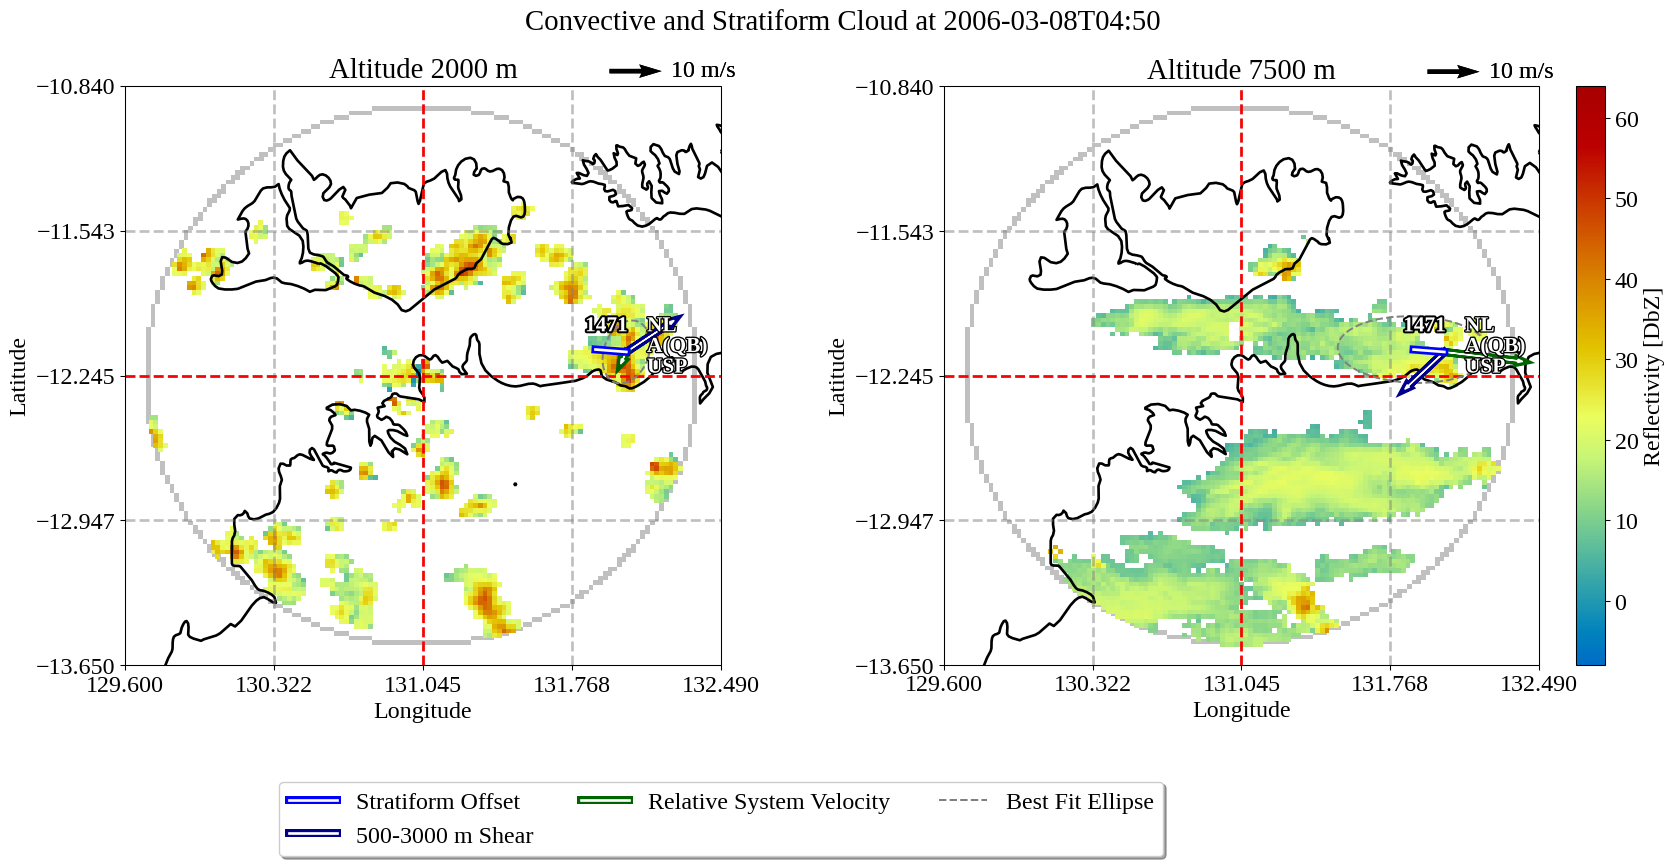 Convective and Stratiform Cloud at 2006-03-08T04:50
Altitude 2000 m
10 m/s
−10.840
−11.543
−12.245
−12.947
−13.650
Latitude
1471
NL
A(QB)
USP
129.600
130.322
131.045
131.768
132.490
Longitude
Altitude 7500 m
10 m/s
−10.840
−11.543
−12.245
−12.947
−13.650
Latitude
1471
NL
A(QB)
USP
129.600
130.322
131.045
131.768
132.490
Longitude
60
50
40
30
20
10
0
Reflectivity [DbZ]
Stratiform Offset
Relative System Velocity
Best Fit Ellipse
500-3000 m Shear